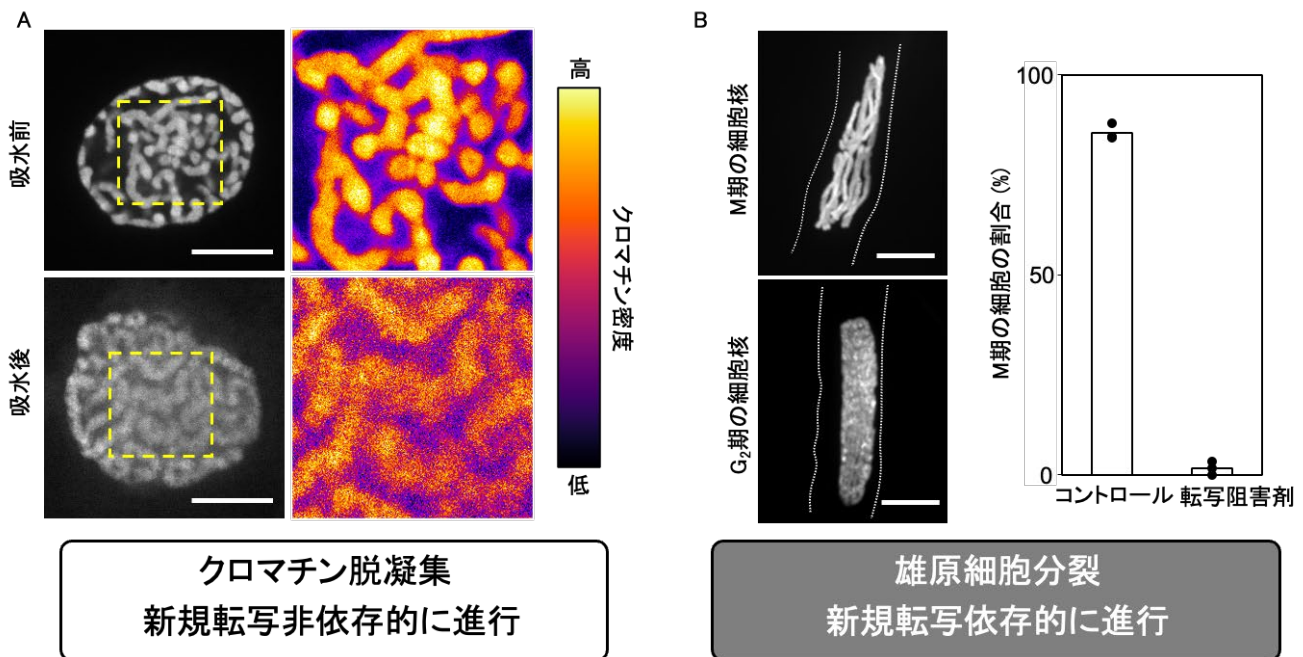 A
吸水前
吸水後
高
クロマチン密度
低
クロマチン脱凝集
新規転写非依存的に進行
B
M期の細胞核
G₂期の細胞核
M期の細胞の割合 (%)
100
50
0
コントロール 転写阻害剤
雄原細胞分裂
新規転写依存的に進行